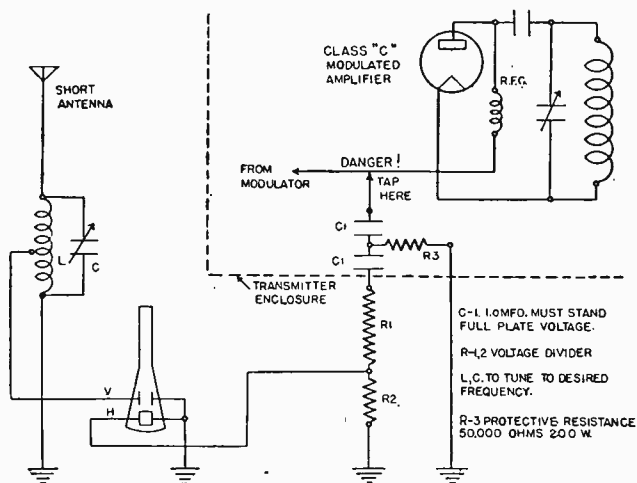 CLASS "C"
MODULATED
AMPLIFIER
R.F.C.
SHORT
ANTENNA
FROM
MODULATOR
DANGER!
TAP
HERE
C1
C1
R3
L
C
TRANSMITTER
ENCLOSURE
R1
R2
V
H
C-1. 1.0MFD. MUST STAND
FULL PLATE VOLTAGE.
R-1,2 VOLTAGE DIVIDER
L,C. TO TUNE TO DESIRED
FREQUENCY.
R-3 PROTECTIVE RESISTANCE
50,000 OHMS 200 W.